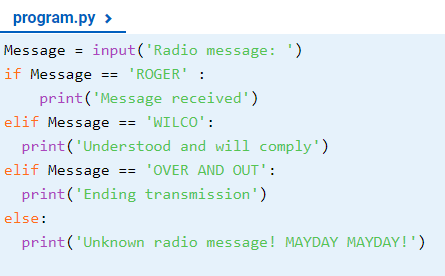 program.py >
Message = input('Radio message: ')
if Message == 'ROGER' :
    print('Message received')
elif Message == 'WILCO':
  print('Understood and will comply')
elif Message == 'OVER AND OUT':
  print('Ending transmission')
else:
  print('Unknown radio message! MAYDAY MAYDAY!')